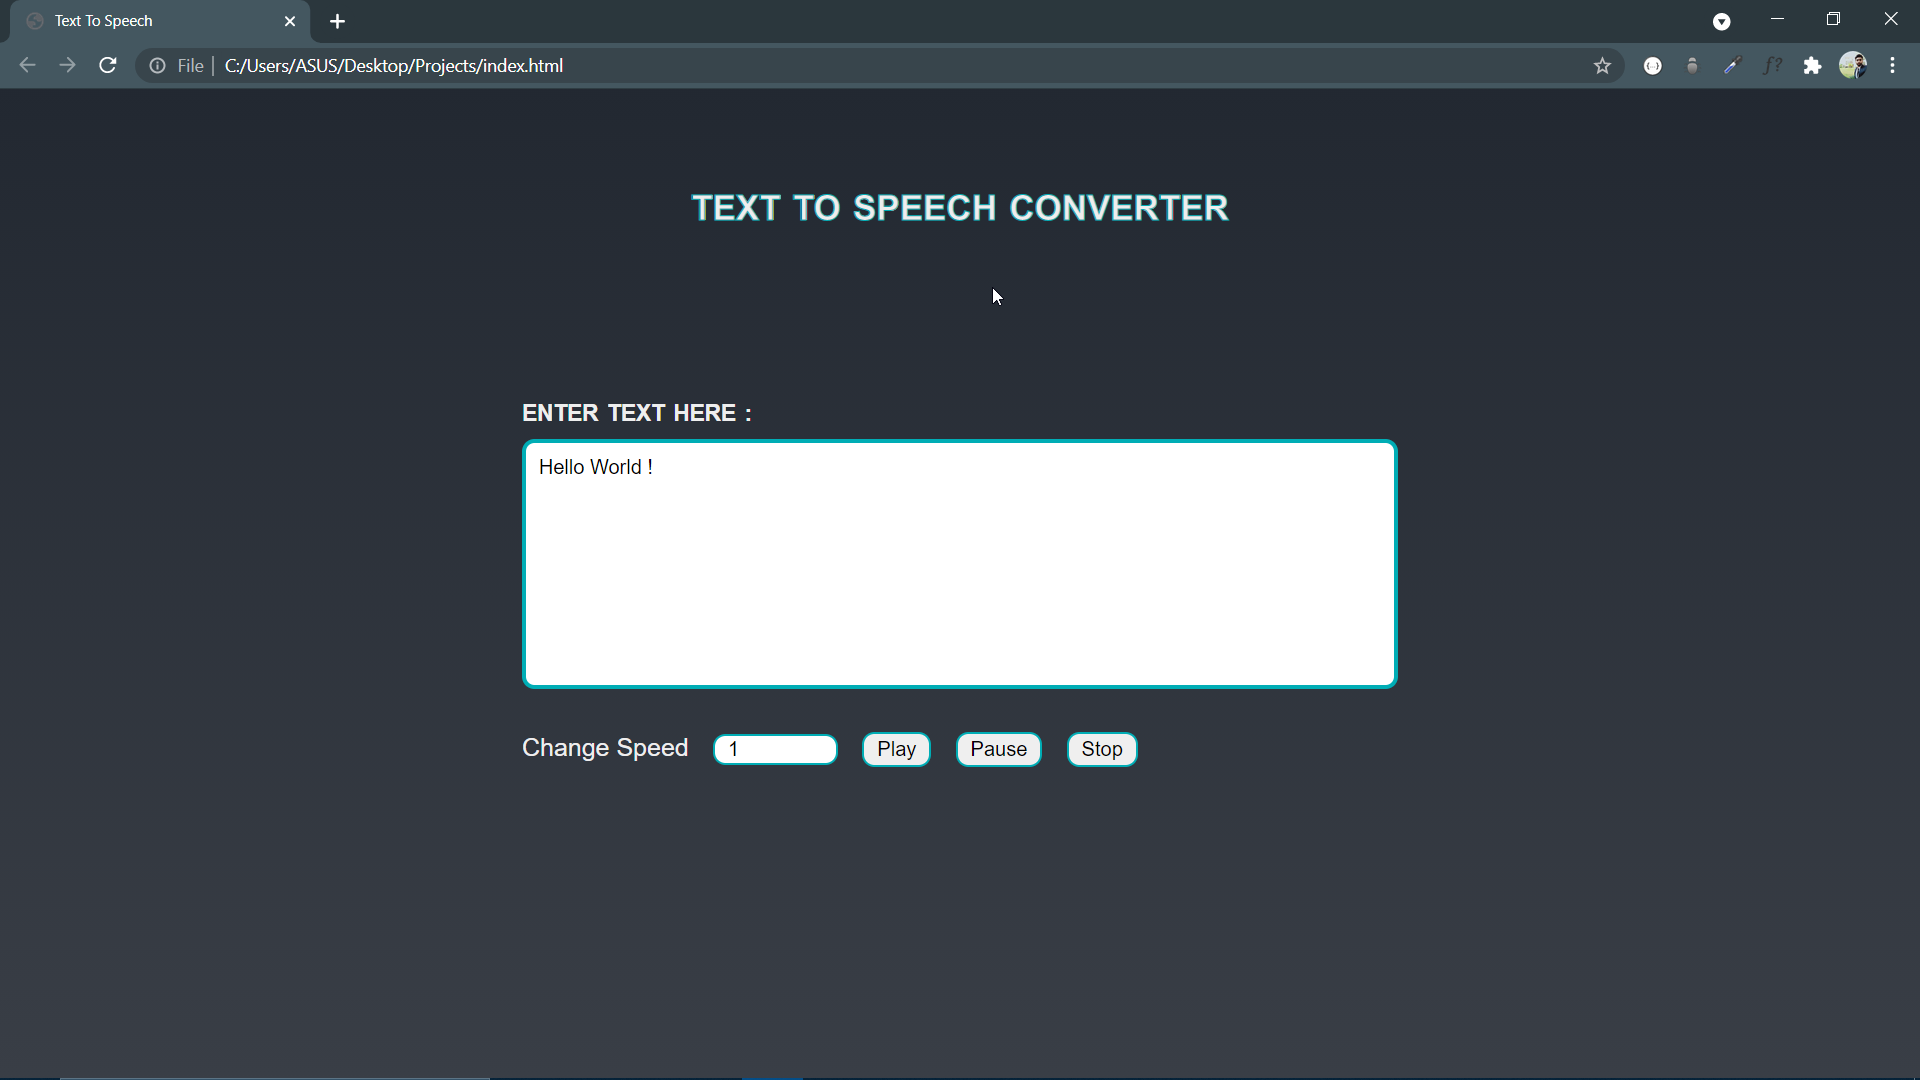 Text To Speech
File
C:/Users/ASUS/Desktop/Projects/index.html
f?
TEXT TO SPEECH CONVERTER
ENTER TEXT HERE :
Hello World !
Change Speed 1 Play Pause Stop